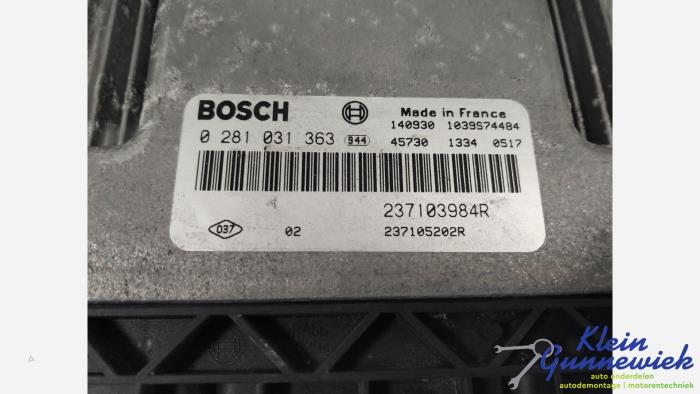 BOSCH
Made in France
140930 1039S74484
0 281 031 363 944 45730 1334 0517
237103984R
037 02 237105202R
Klein
Gunnewiek
auto onderdelen
autodemontage | motorentechniek